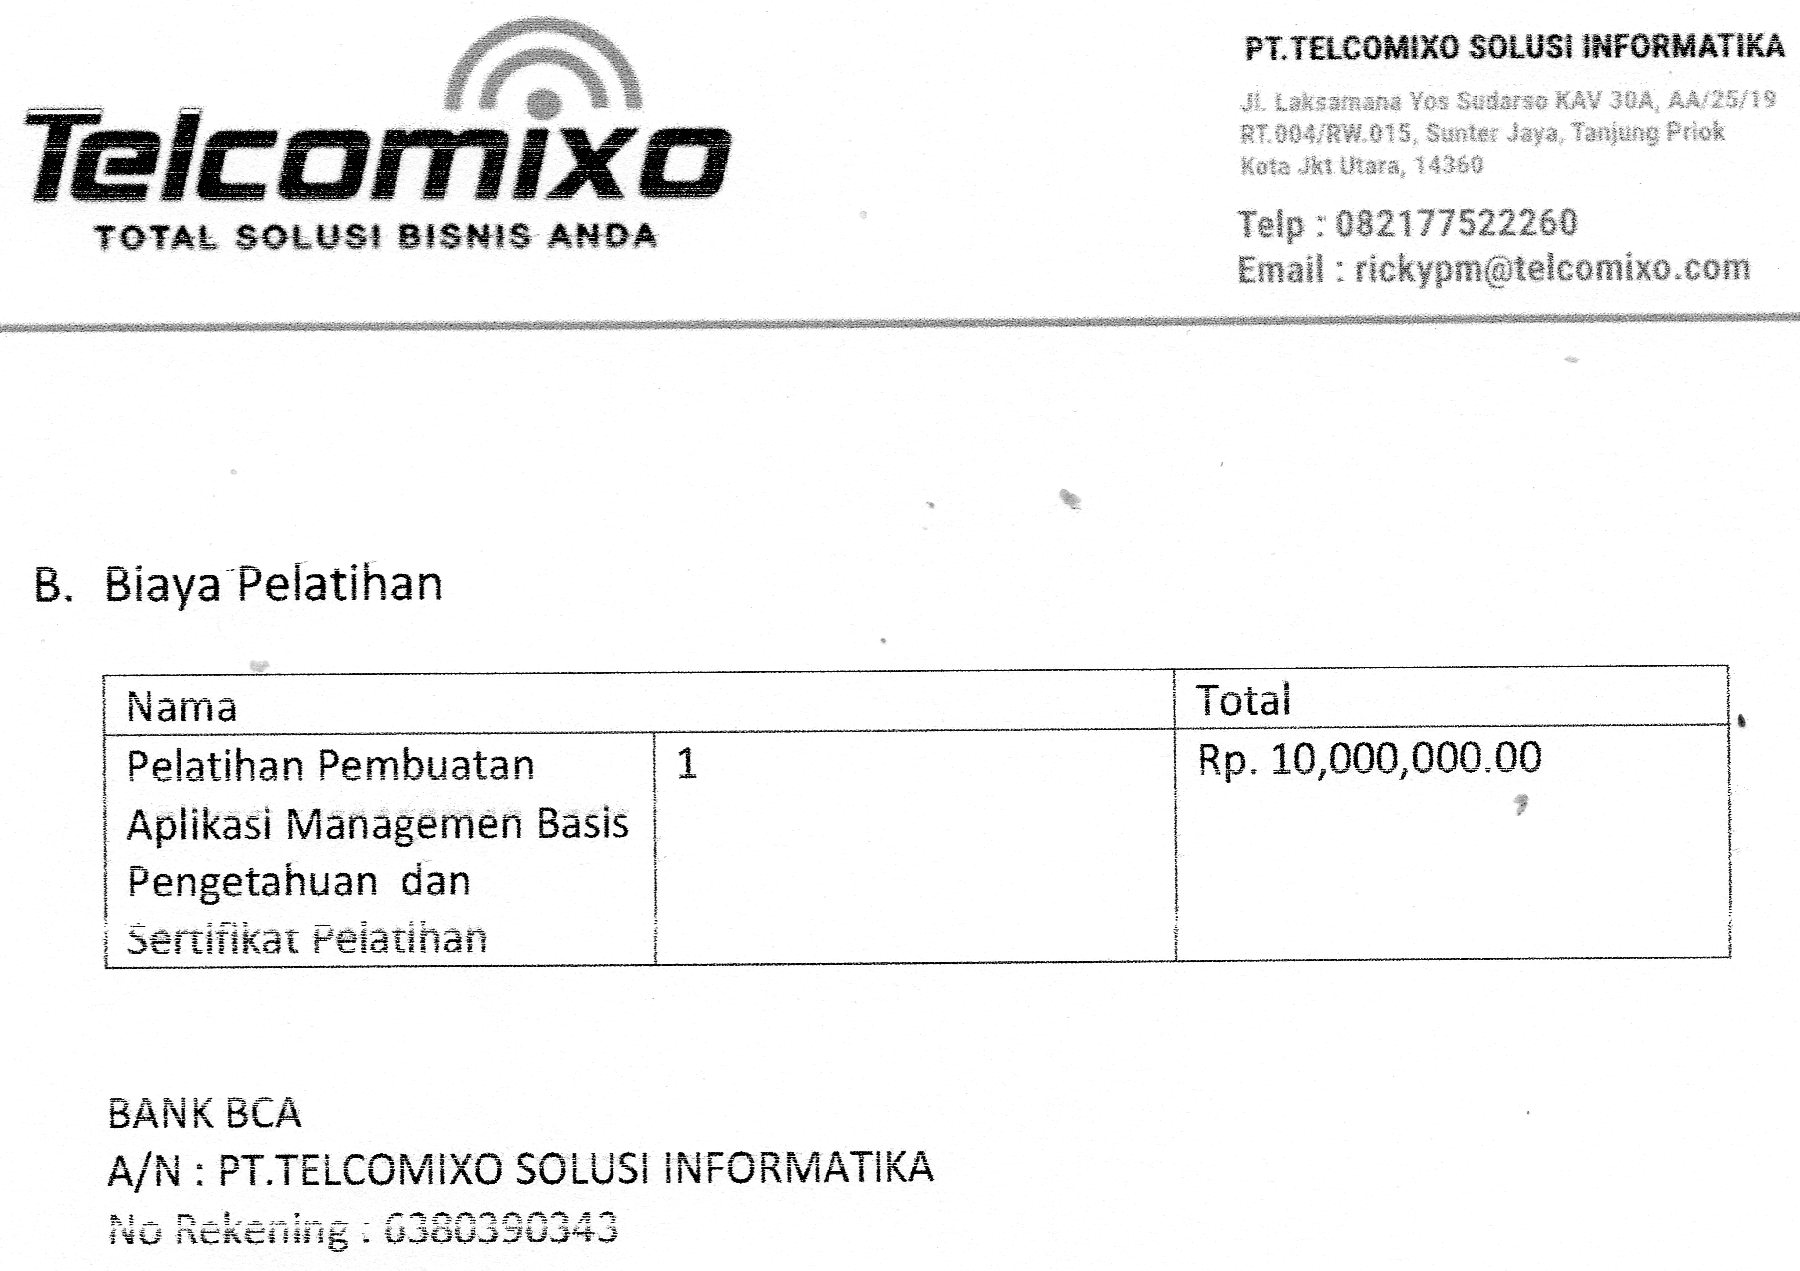 Telcomixo
TOTAL SOLUSI BISNIS ANDA
PT.TELCOMIXO SOLUSI INFORMATIKA
Jl. Laksamana Yos Sudarso KAV 30A, AA/25/19
RT.004/RW.015, Sunter Jaya, Tanjung Priok
Kota Jkt Utara, 14360
Telp : 082177522260
Email : rickypm@telcomixo.com
B. Biaya Pelatihan
Nama
Total
Pelatihan Pembuatan
Aplikasi Managemen Basis
Pengetahuan dan
Sertifikat Pelatihan
1
Rp. 10,000,000.00
BANK BCA
A/N : PT.TELCOMIXO SOLUSI INFORMATIKA
No Rekening : 6380390343